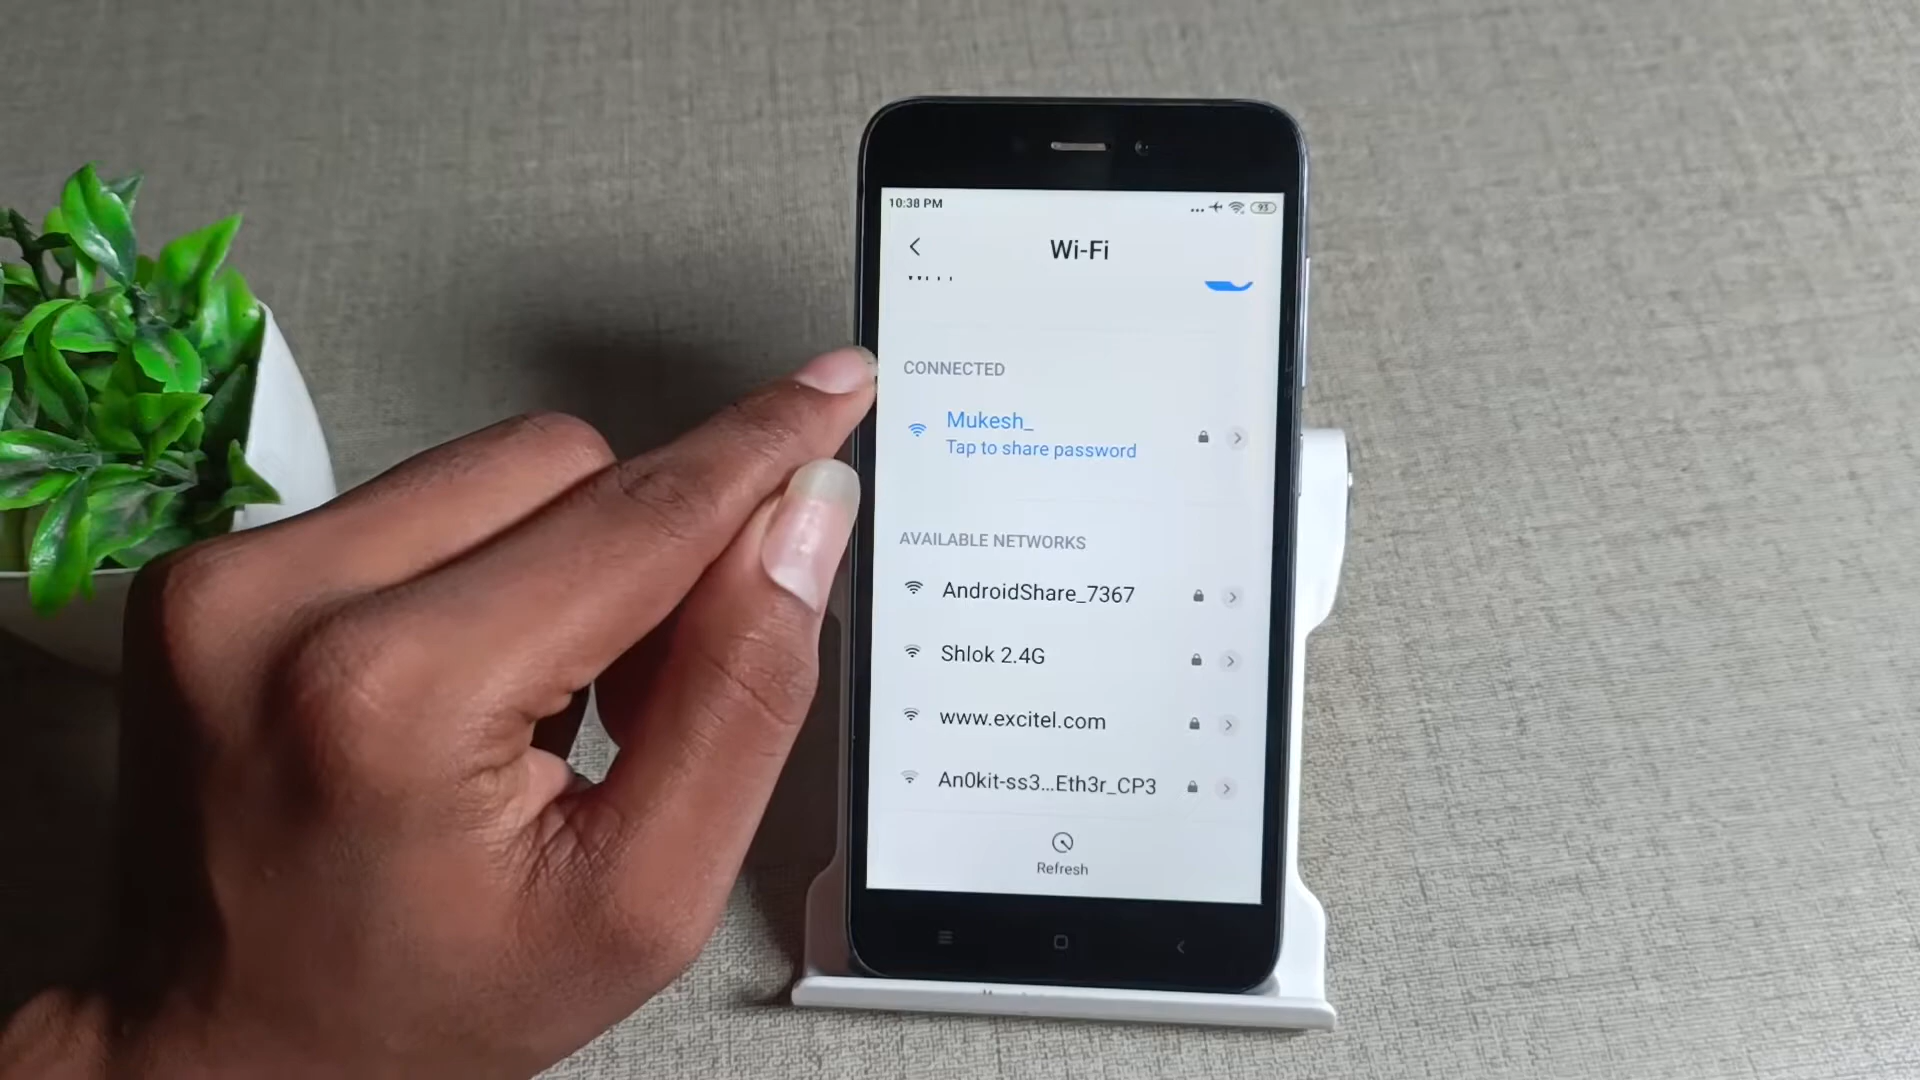 10:38 PM
93
Wi-Fi
CONNECTED
Mukesh_
Tap to share password
AVAILABLE NETWORKS
AndroidShare_7367
Shlok 2.4G
www.excitel.com
An0kit-ss3...Eth3r_CP3
Refresh